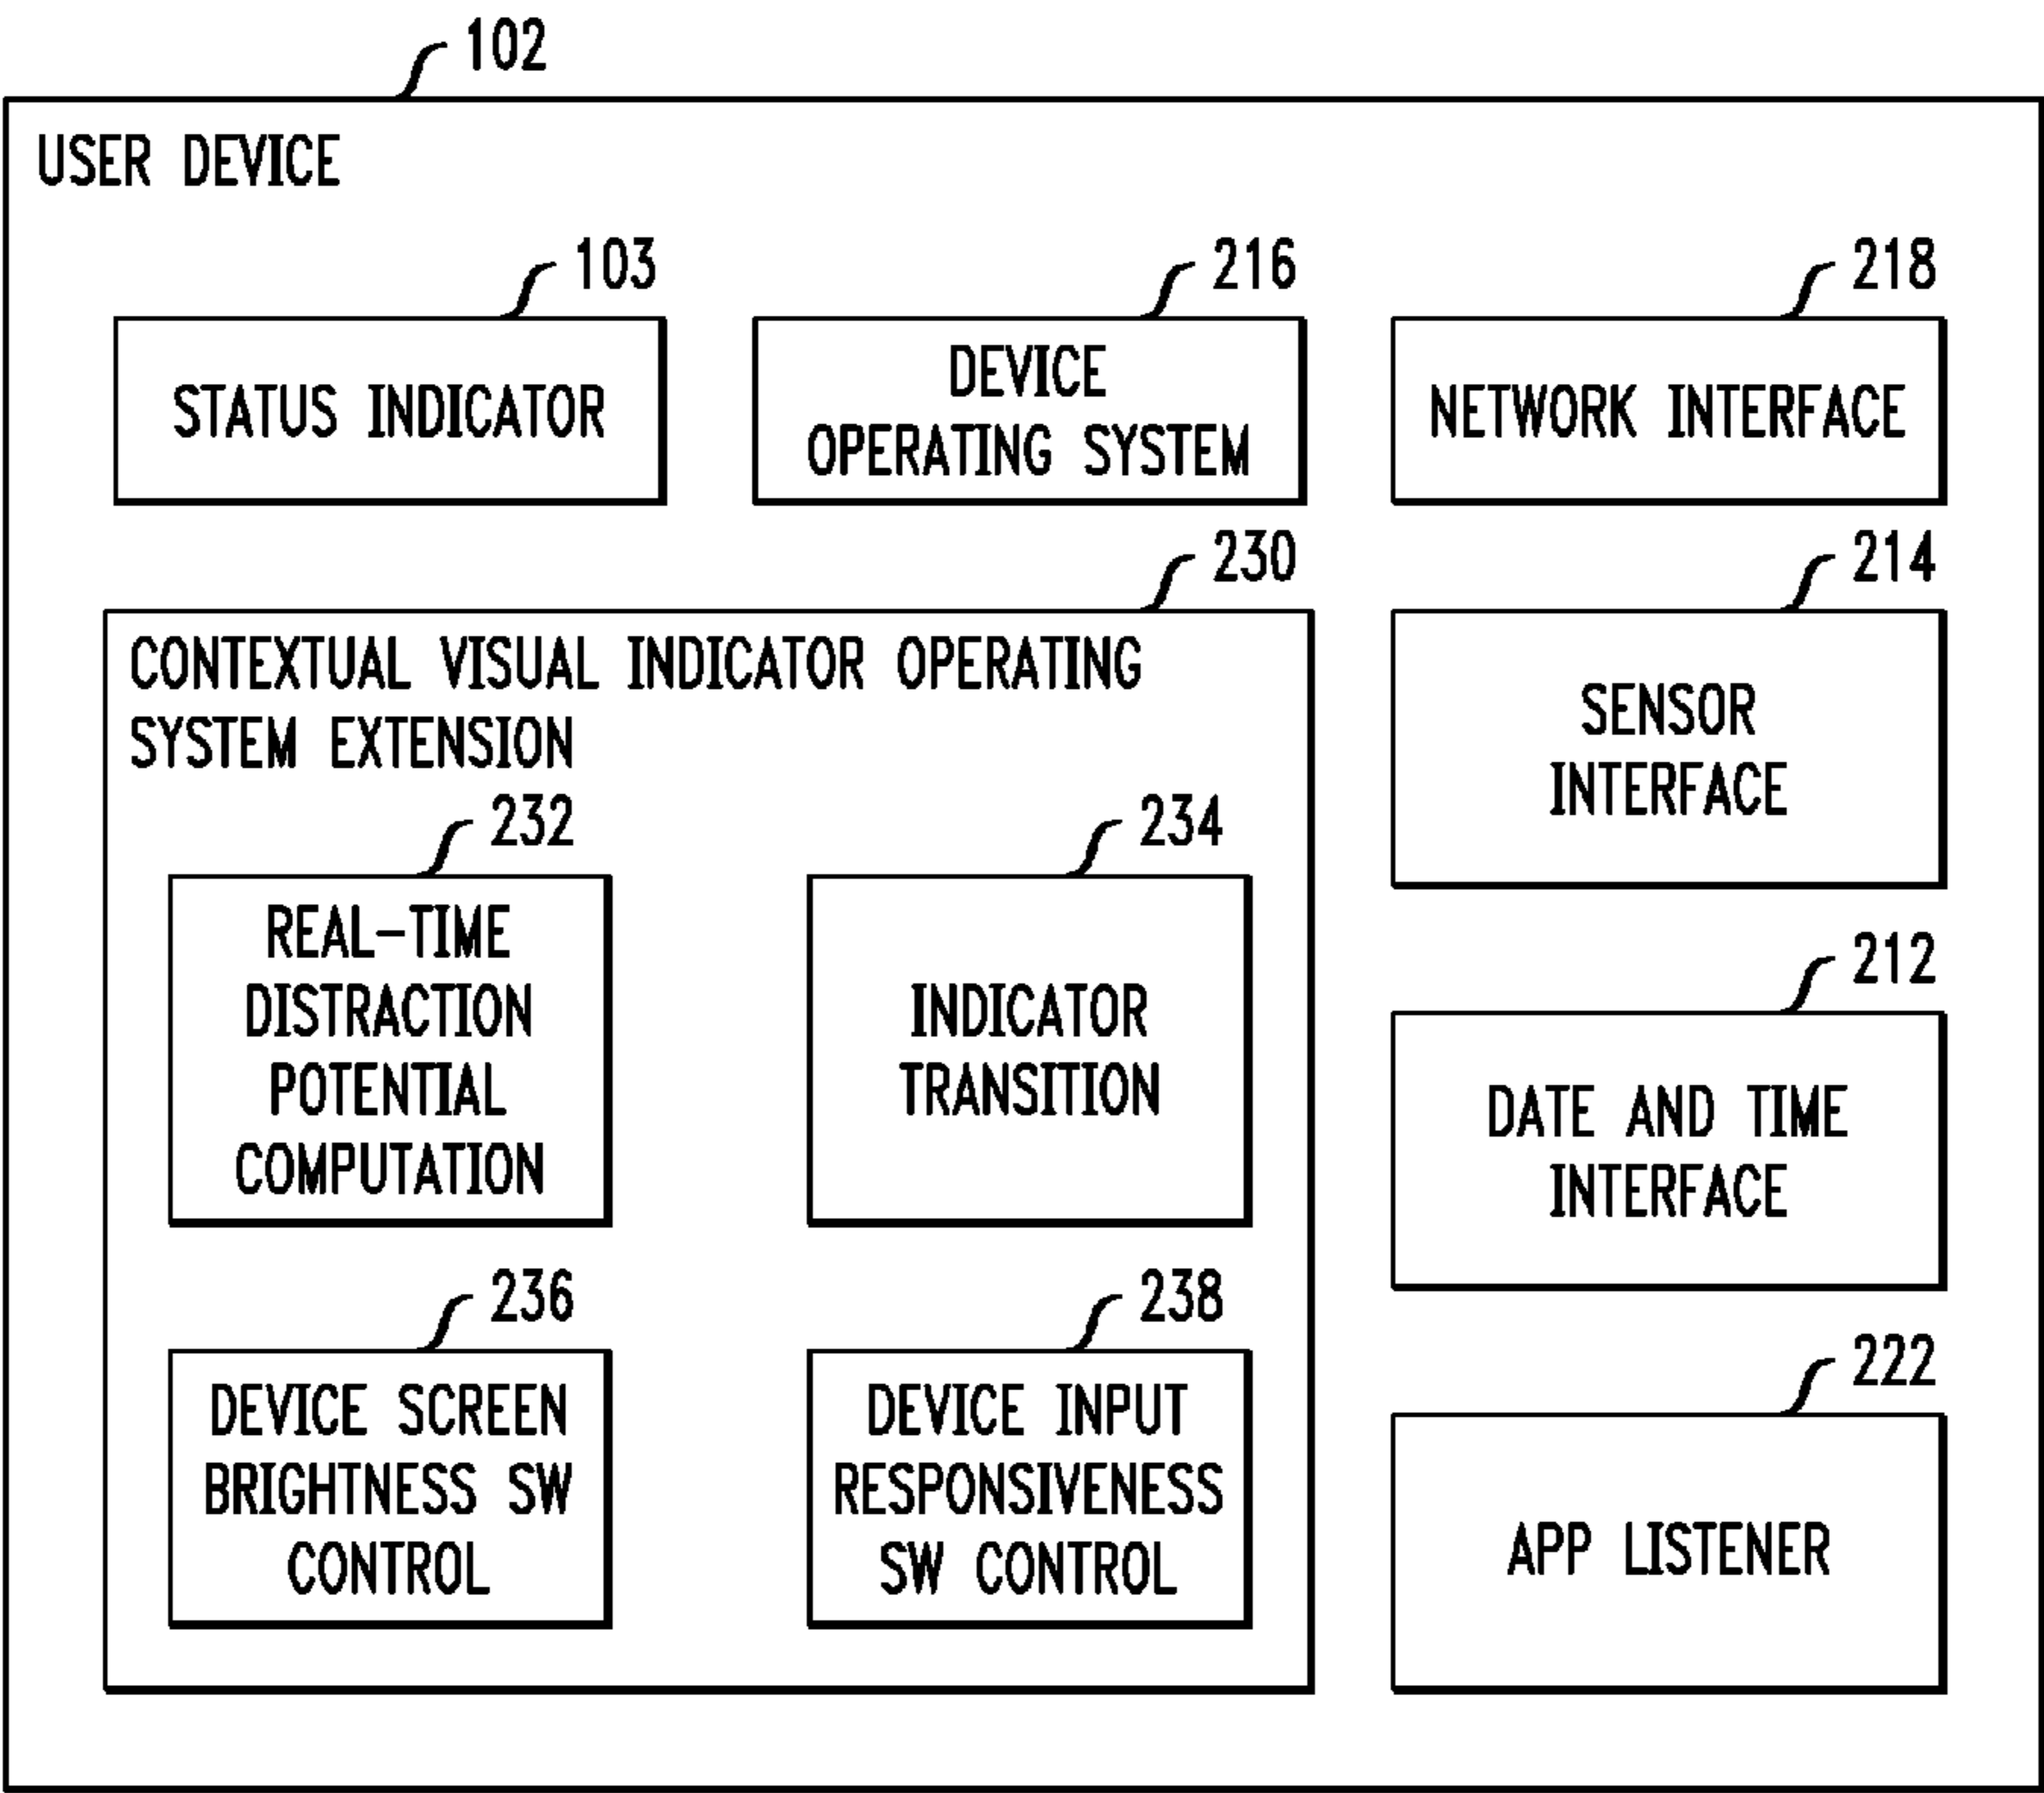 102
USER DEVICE
103
STATUS INDICATOR
216
DEVICE
OPERATING SYSTEM
218
NETWORK INTERFACE
230
CONTEXTUAL VISUAL INDICATOR OPERATING
SYSTEM EXTENSION
232
REAL-TIME
DISTRACTION
POTENTIAL
COMPUTATION
234
INDICATOR
TRANSITION
236
DEVICE SCREEN
BRIGHTNESS SW
CONTROL
238
DEVICE INPUT
RESPONSIVENESS
SW CONTROL
214
SENSOR
INTERFACE
212
DATE AND TIME
INTERFACE
222
APP LISTENER